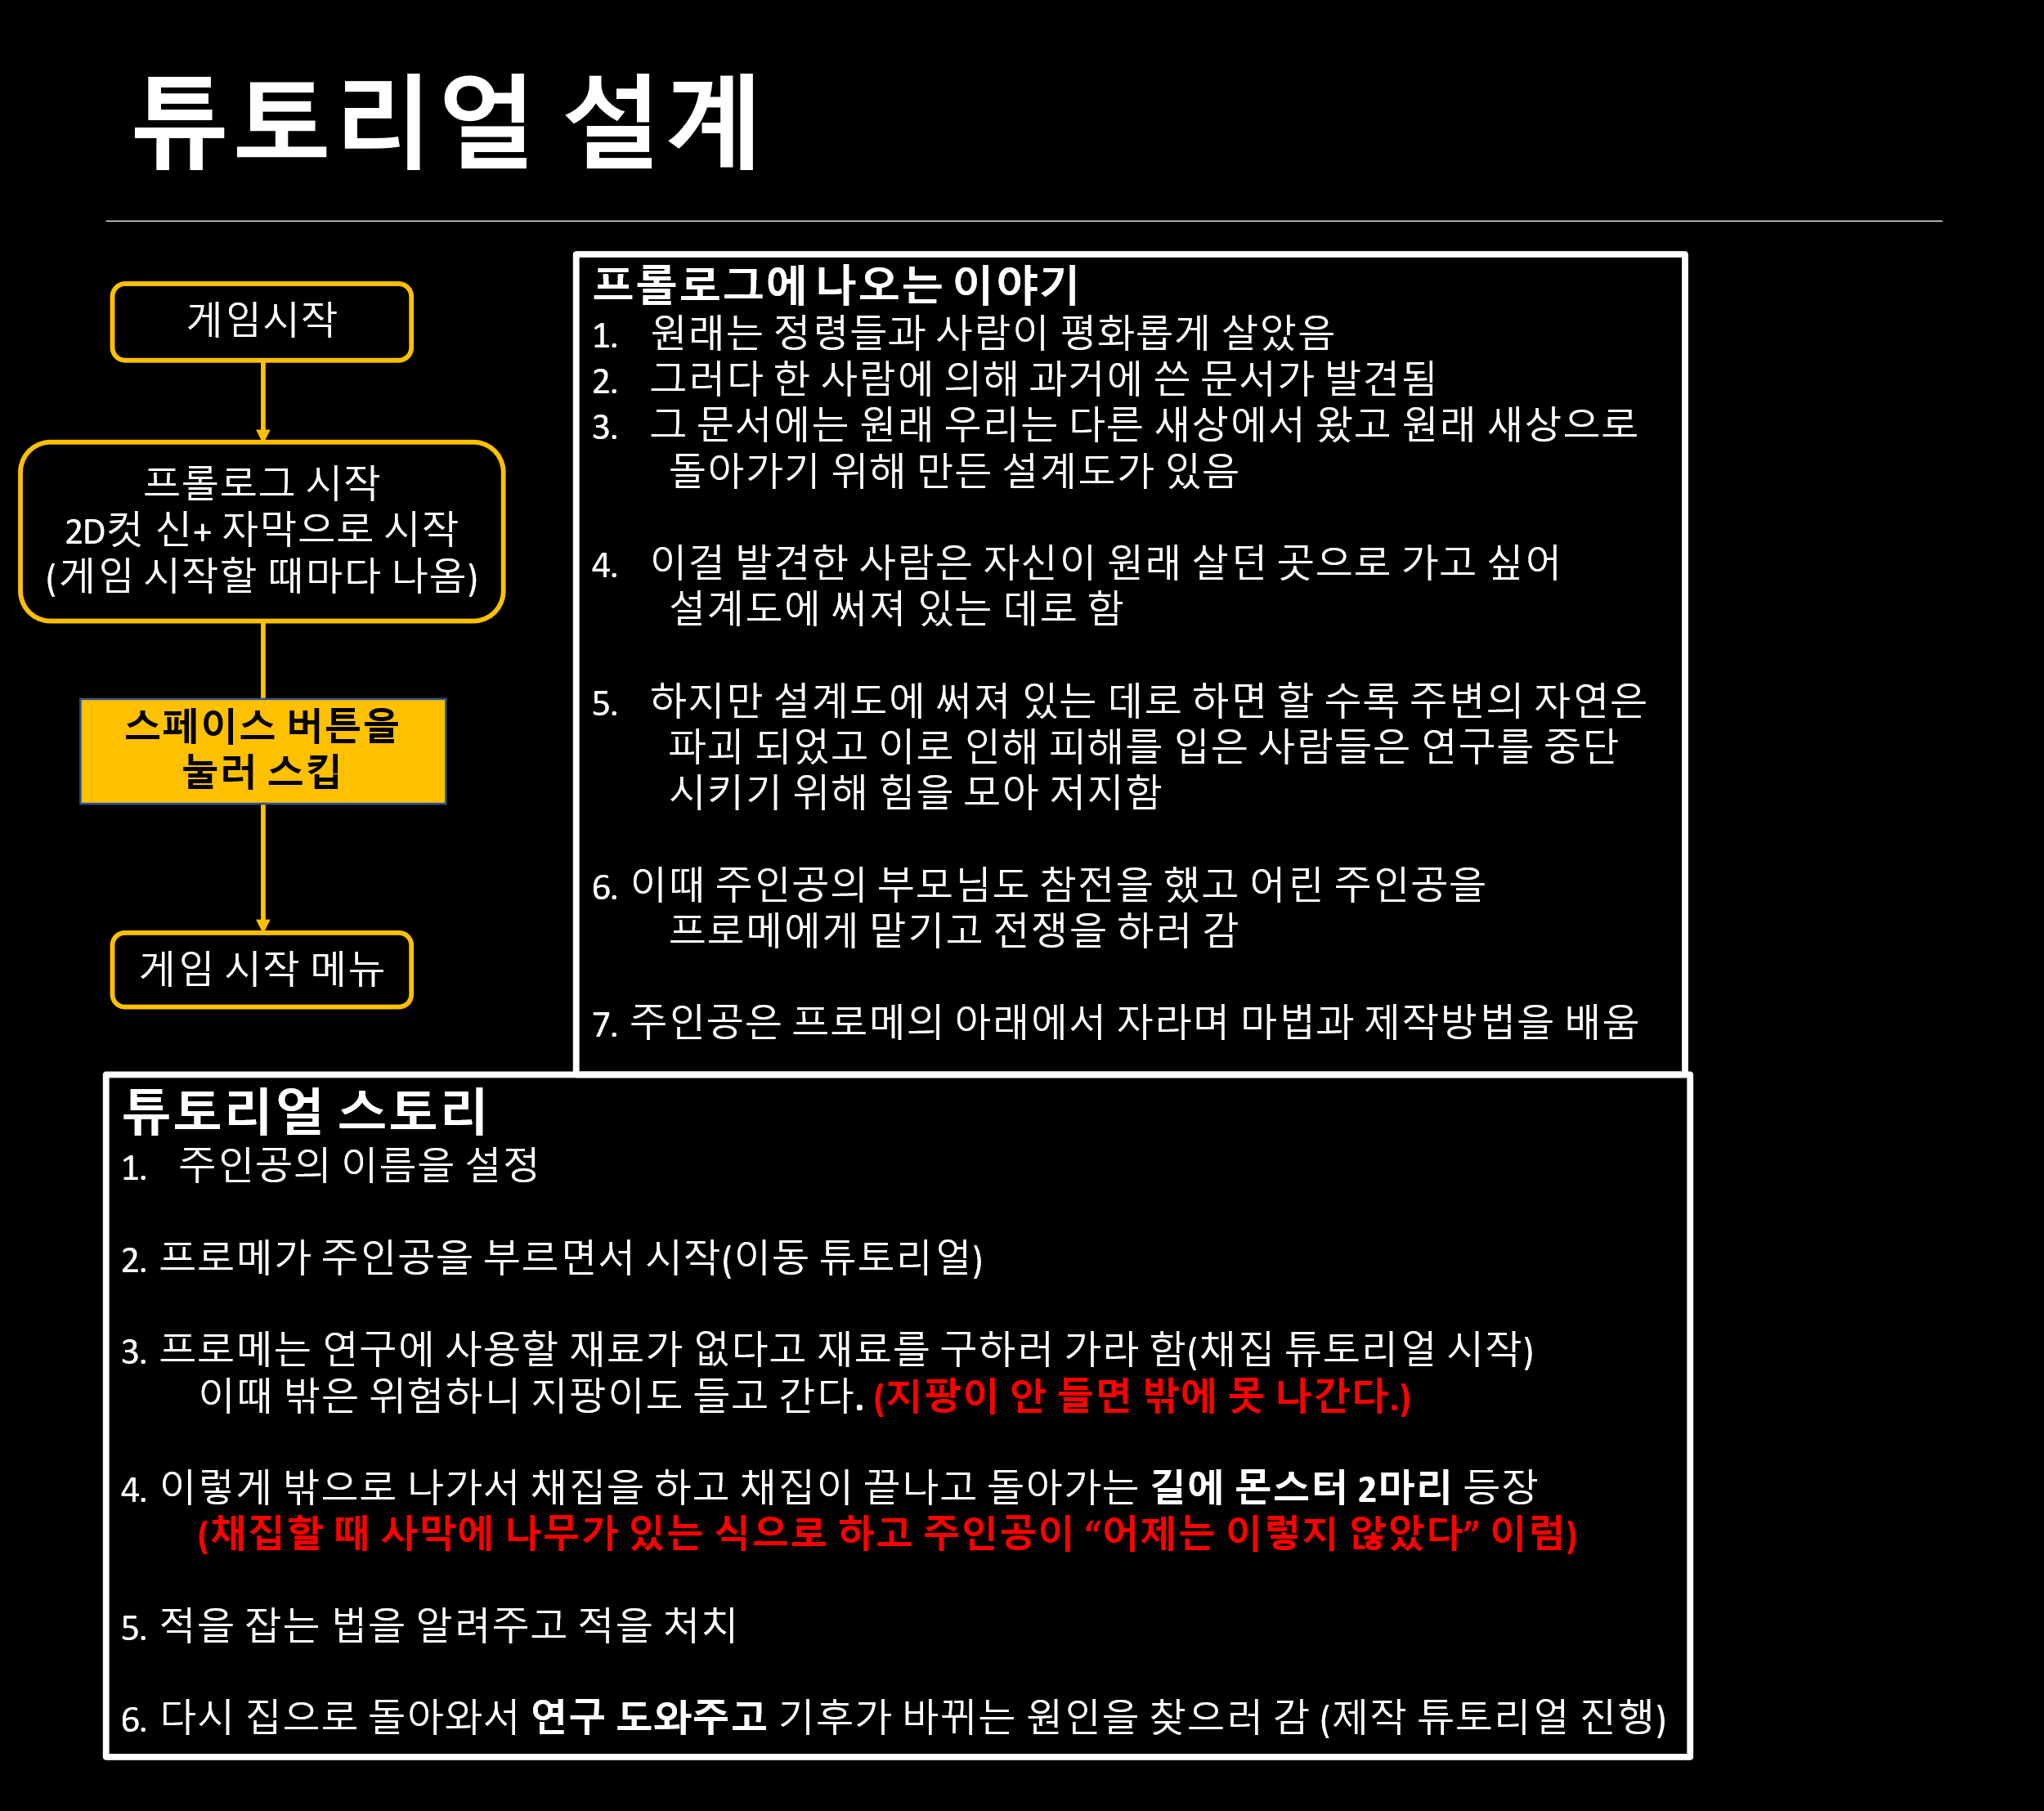 튜토리얼 설계
게임시작
프롤로그 시작
2D컷 신+ 자막으로 시작
(게임 시작할 때마다 나옴)
스페이스 버튼을
눌러 스킵
게임 시작 메뉴
프롤로그에 나오는 이야기
1. 원래는 정령들과 사람이 평화롭게 살았음
2. 그러다 한 사람에 의해 과거에 쓴 문서가 발견됨
3. 그 문서에는 원래 우리는 다른 새상에서 왔고 원래 새상으로
돌아가기 위해 만든 설계도가 있음
4. 이걸 발견한 사람은 자신이 원래 살던 곳으로 가고 싶어
설계도에 써져 있는 데로 함
5. 하지만 설계도에 써져 있는 데로 하면 할 수록 주변의 자연은
파괴 되었고 이로 인해 피해를 입은 사람들은 연구를 중단
시키기 위해 힘을 모아 저지함
6. 이때 주인공의 부모님도 참전을 했고 어린 주인공을
프로메에게 맡기고 전쟁을 하러 감
7. 주인공은 프로메의 아래에서 자라며 마법과 제작방법을 배움
튜토리얼 스토리
1. 주인공의 이름을 설정
2. 프로메가 주인공을 부르면서 시작(이동 튜토리얼)
3. 프로메는 연구에 사용할 재료가 없다고 재료를 구하러 가라 함(채집 튜토리얼 시작)
이때 밖은 위험하니 지팡이도 들고 간다. (지팡이 안 들면 밖에 못 나간다.)
4. 이렇게 밖으로 나가서 채집을 하고 채집이 끝나고 돌아가는 길에 몬스터 2마리 등장
(채집할 때 사막에 나무가 있는 식으로 하고 주인공이 “어제는 이렇지 않았다” 이럼)
5. 적을 잡는 법을 알려주고 적을 처치
6. 다시 집으로 돌아와서 연구 도와주고 기후가 바뀌는 원인을 찾으러 감 (제작 튜토리얼 진행)